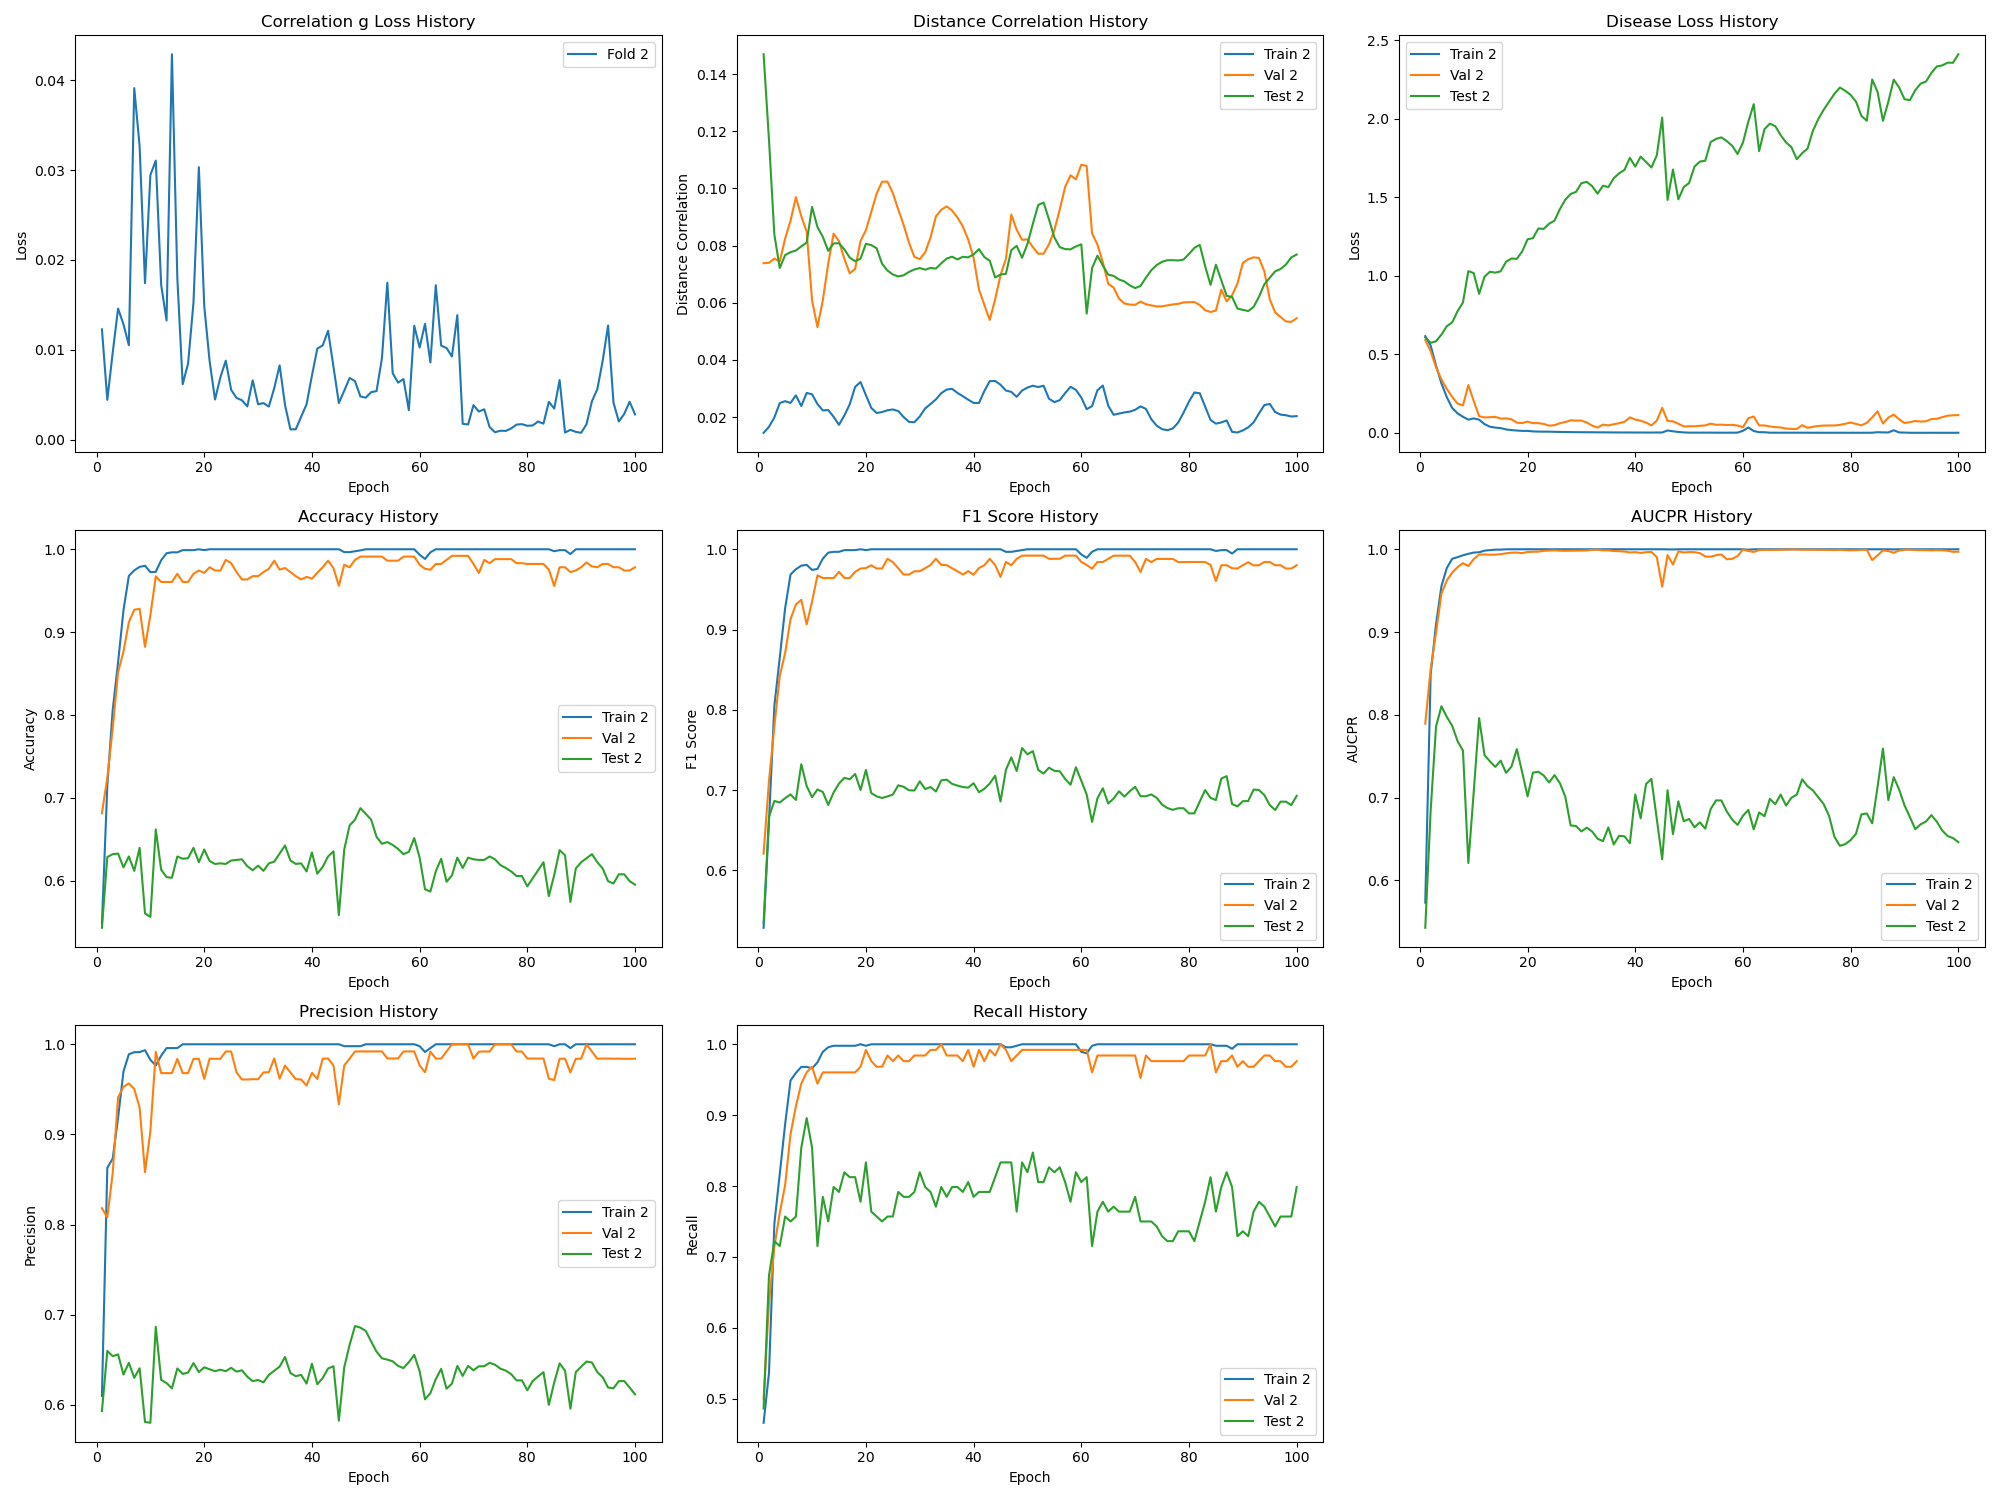 Correlation g Loss History
Fold 2
0.04
0.03
0.02
0.01
0.00
Loss
0 20 40 60 80 100
Epoch
Distance Correlation History
Train 2
Val 2
Test 2
0.14
0.12
0.10
0.08
0.06
0.04
0.02
Distance Correlation
0 20 40 60 80 100
Epoch
Disease Loss History
Train 2
Val 2
Test 2
2.5
2.0
1.5
1.0
0.5
0.0
Loss
0 20 40 60 80 100
Epoch
Accuracy History
1.0
0.9
0.8
0.7
0.6
Accuracy
Train 2
Val 2
Test 2
0 20 40 60 80 100
Epoch
F1 Score History
1.0
0.9
0.8
0.7
0.6
F1 Score
Train 2
Val 2
Test 2
0 20 40 60 80 100
Epoch
AUCPR History
1.0
0.9
0.8
0.7
0.6
AUCPR
Train 2
Val 2
Test 2
0 20 40 60 80 100
Epoch
Precision History
1.0
0.9
0.8
0.7
0.6
Precision
Train 2
Val 2
Test 2
0 20 40 60 80 100
Epoch
Recall History
1.0
0.9
0.8
0.7
0.6
0.5
Recall
Train 2
Val 2
Test 2
0 20 40 60 80 100
Epoch